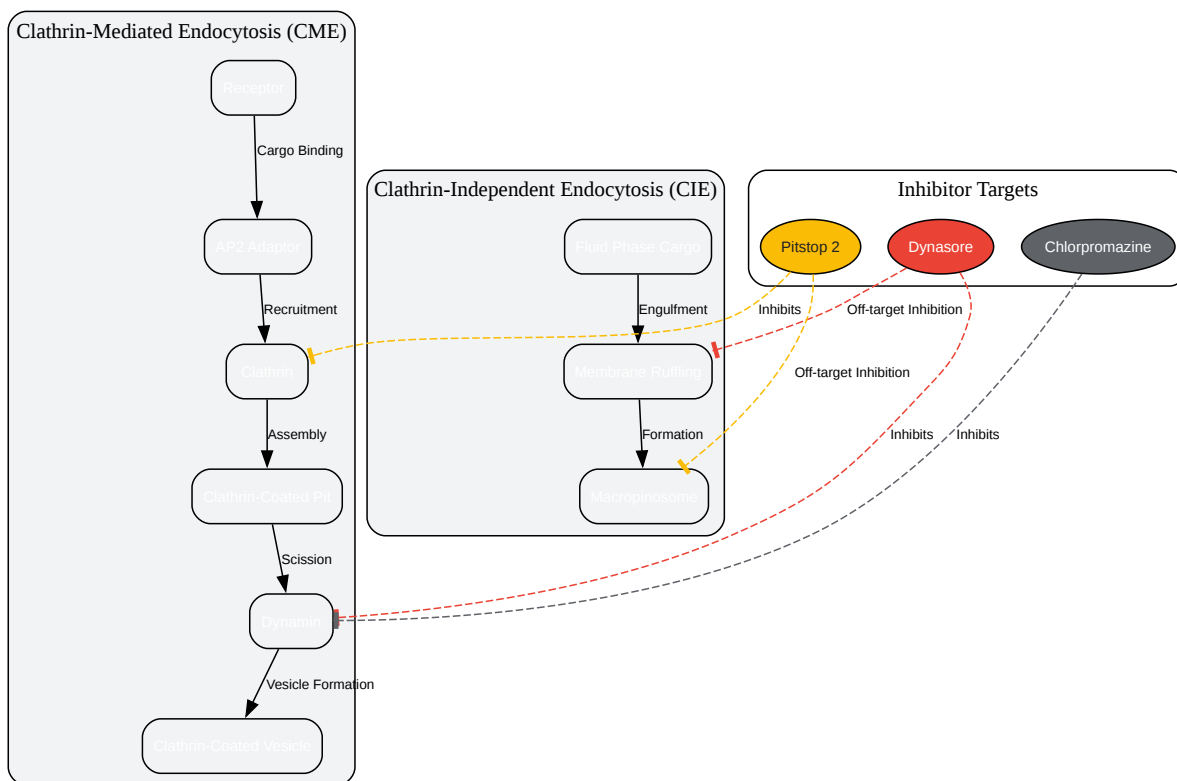 Clathrin-Mediated Endocytosis (CME)
Receptor
Cargo Binding
AP2 Adaptor
Recruitment
Clathrin
Assembly
Clathrin-Coated Pit
Scission
Dynamin
Vesicle Formation
Clathrin-Coated Vesicle
Clathrin-Independent Endocytosis (CIE)
Fluid Phase Cargo
Engulfment
Membrane Ruffling
Formation
Macropinosome
Inhibitor Targets
Pitstop 2
Dynasore
Chlorpromazine
Inhibits
Off-target Inhibition
Off-target Inhibition
Inhibits
Inhibits